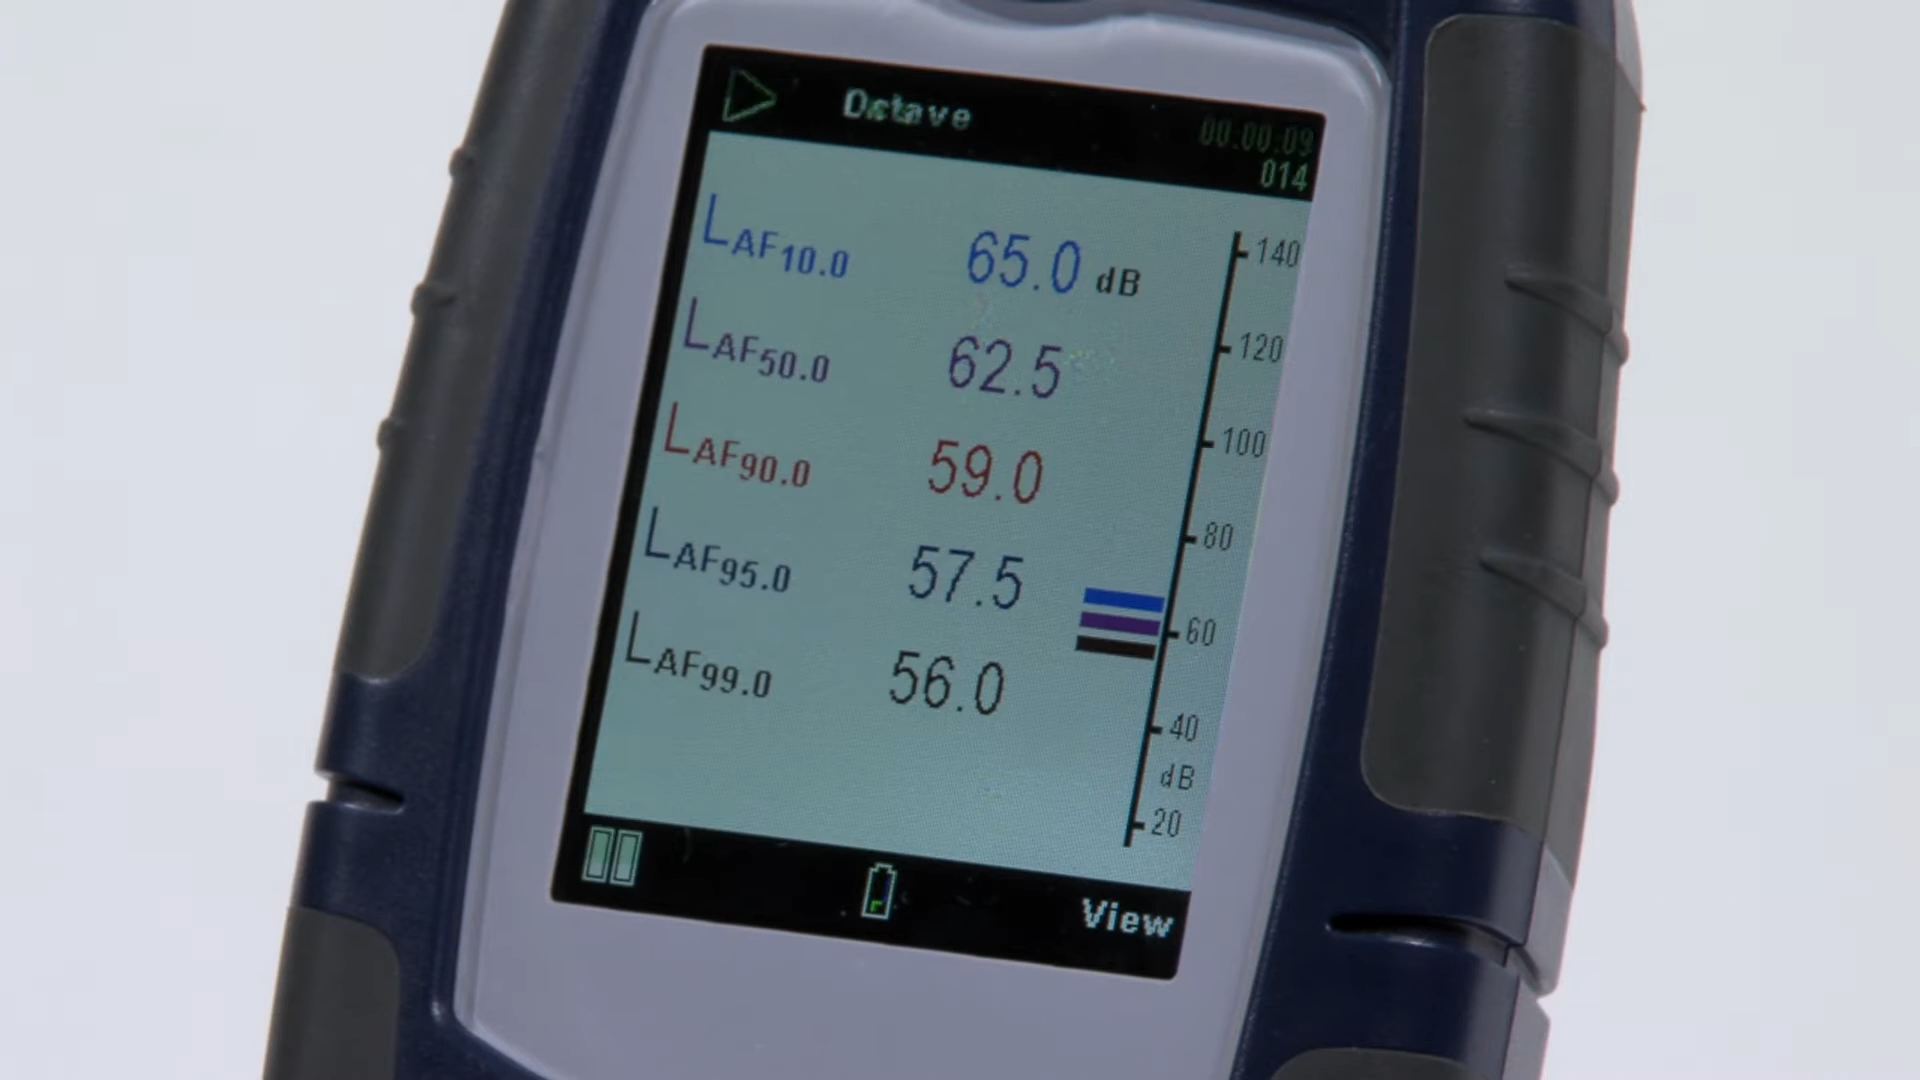 Octave 00:00:09
014
LAF10.0 65.0 dB
LAF50.0 62.5
LAF90.0 59.0
LAF95.0 57.5
LAF99.0 56.0
140
120
100
80
60
40
dB
20
View